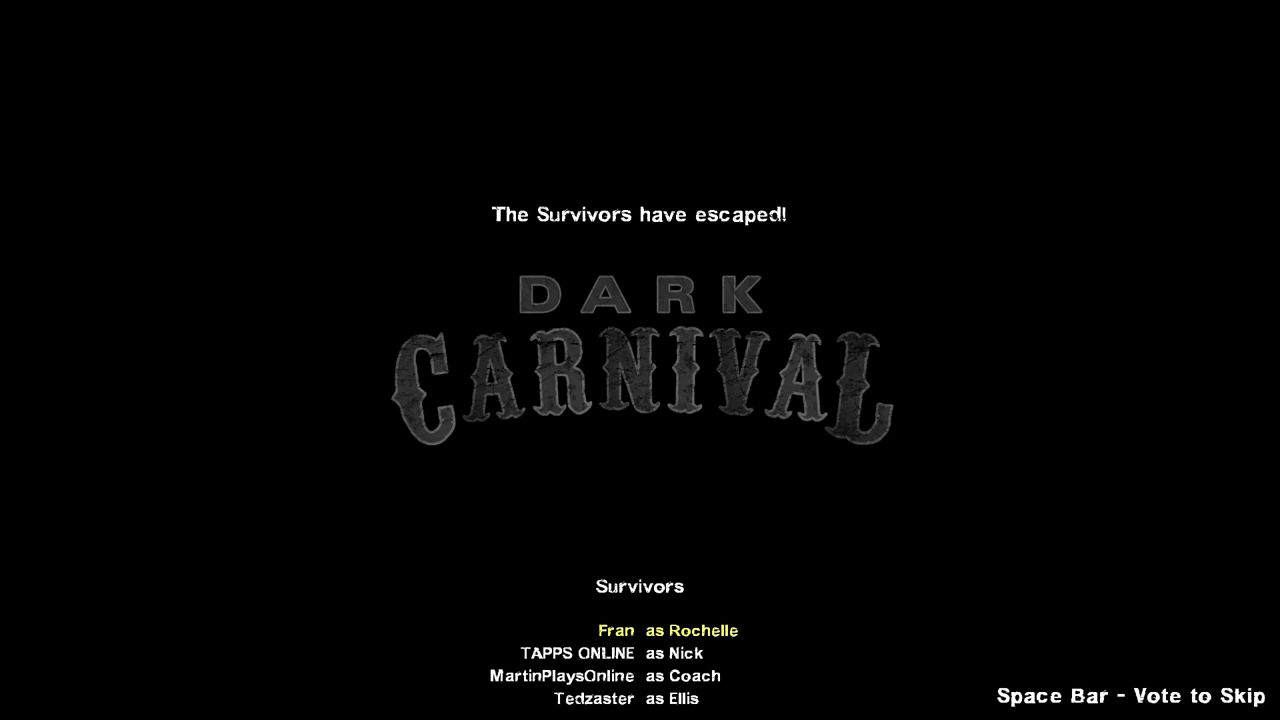 The Survivors have escaped!
DARK
CARNIVAL
Survivors
Fran as Rochelle
TAPPS ONLINE as Nick
MartinPlaysOnline as Coach
Tedzaster as Ellis
Space Bar - Vote to Skip